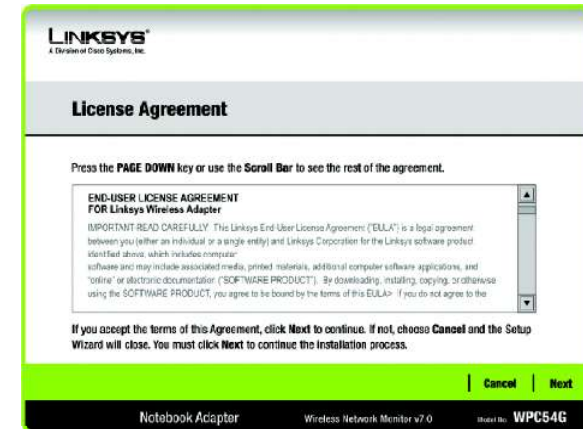 LINKSYS®
A Division of Cisco Systems, Inc.
License Agreement
Press the PAGE DOWN key or use the Scroll Bar to see the rest of the agreement.
END-USER LICENSE AGREEMENT
FOR Linksys Wireless Adapter
IMPORTANT-READ CAREFULLY: This Linksys End-User License Agreement ("EULA") is a legal agreement
between you (either an individual or a single entity) and Linksys Corporation for the Linksys software product
identified above, which includes computer
software and may include associated media, printed materials, additional computer software applications, and
"online" or electronic documentation ("SOFTWARE PRODUCT"). By downloading, installing, copying, or otherwise
using the SOFTWARE PRODUCT, you agree to be bound by the terms of this EULA> If you do not agree to the
If you accept the terms of this Agreement, click Next to continue. If not, choose Cancel and the Setup
Wizard will close. You must click Next to continue the installation process.
Cancel Next
Notebook Adapter Wireless Network Monitor v7.0 Model No. WPC54G